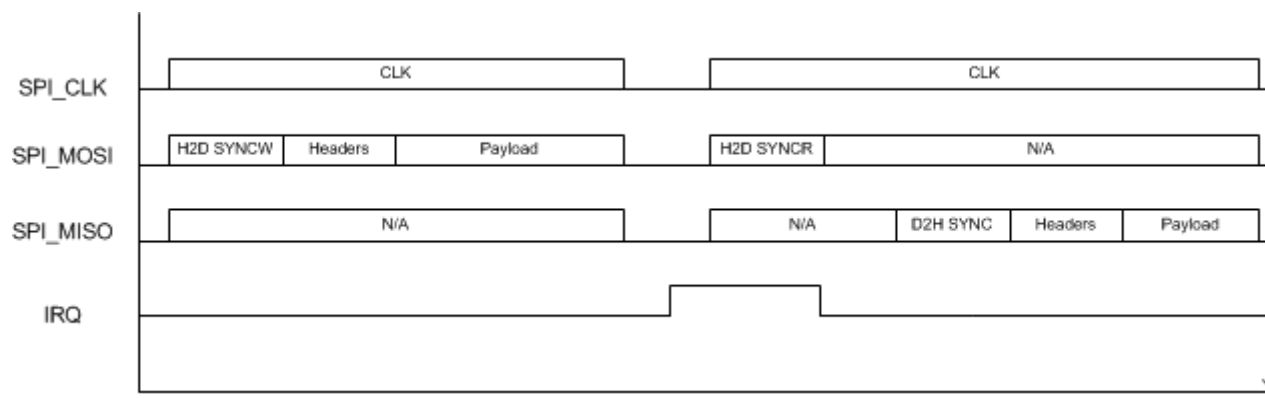 SPI_CLK CLK CLK
SPI_MOSI H2D SYNCW Headers Payload H2D SYNCR N/A
SPI_MISO N/A N/A D2H SYNC Headers Payload
IRQ